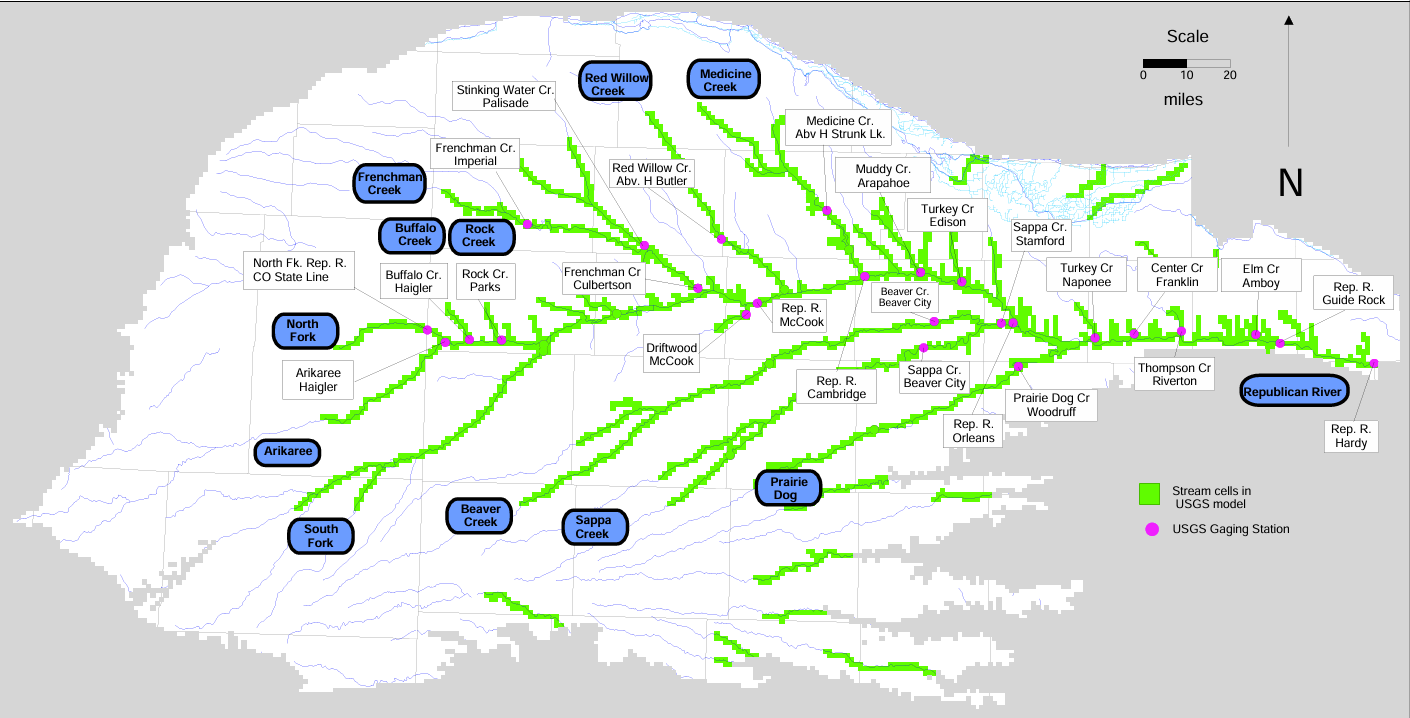 Scale
0 10 20
miles
N
Red Willow
Creek
Medicine
Creek
Stinking Water Cr.
Palisade
Medicine Cr.
Abv H Strunk Lk.
Frenchman Cr.
Imperial
Red Willow Cr.
Abv. H Butler
Muddy Cr.
Arapahoe
Frenchman
Creek
Turkey Cr
Edison
Sappa Cr.
Stamford
Buffalo
Creek
Rock
Creek
North Fk. Rep. R.
CO State Line
Buffalo Cr.
Haigler
Rock Cr.
Parks
Frenchman Cr
Culbertson
Turkey Cr
Naponee
Center Cr
Franklin
Elm Cr
Amboy
Rep. R.
Guide Rock
Beaver Cr.
Beaver City
Rep. R.
McCook
North
Fork
Driftwood
McCook
Arikaree
Haigler
Rep. R.
Cambridge
Sappa Cr.
Beaver City
Thompson Cr
Riverton
Prairie Dog Cr
Woodruff
Republican River
Rep. R.
Orleans
Rep. R.
Hardy
Arikaree
Prairie
Dog
Beaver
Creek
Sappa
Creek
South
Fork
Stream cells in
USGS model
USGS Gaging Station